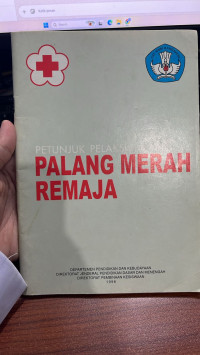 PETUNJUK PELAKSANAAN
PALANG MERAH
REMAJA
DEPARTEMEN PENDIDIKAN DAN KEBUDAYAAN
DIREKTORAT JENDERAL PENDIDIKAN DASAR DAN MENENGAH
DIREKTORAT PEMBINAAN KESISWAAN